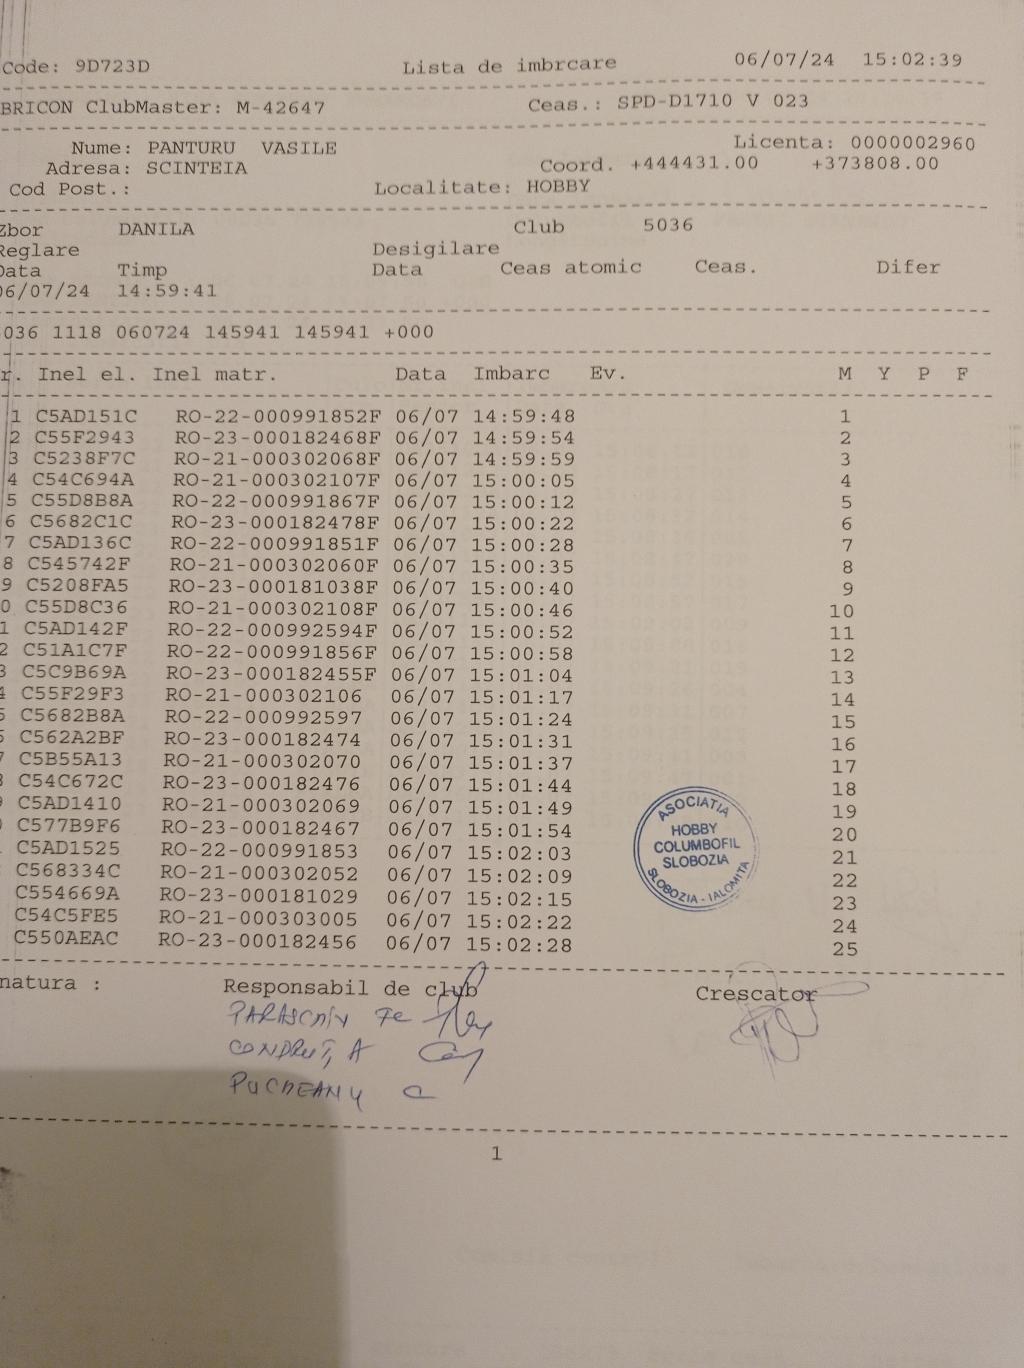 Code: 9D723D Lista de imbrcare 06/07/24 15:02:39
BRICON ClubMaster: M-42647 Ceas.: SPD-D1710 V 023
Nume: PANTURU VASILE Licenta: 0000002960
Adresa: SCINTEIA Coord. +444431.00 +373808.00
Cod Post.: Localitate: HOBBY
Zbor DANILA Club 5036
Reglare Desigilare
Data Timp Data Ceas atomic Ceas. Difer
06/07/24 14:59:41
036 1118 060724 145941 145941 +000
r. Inel el. Inel matr. Data Imbarc Ev. M Y P F
1 C5AD151C RO-22-000991852F 06/07 14:59:48 1
2 C55F2943 RO-23-000182468F 06/07 14:59:54 2
3 C5238F7C RO-21-000302068F 06/07 14:59:59 3
4 C54C694A RO-21-000302107F 06/07 15:00:05 4
5 C55D8B8A RO-22-000991867F 06/07 15:00:12 5
6 C5682C1C RO-23-000182478F 06/07 15:00:22 6
7 C5AD136C RO-22-000991851F 06/07 15:00:28 7
8 C545742F RO-21-000302060F 06/07 15:00:35 8
9 C5208FA5 RO-23-000181038F 06/07 15:00:40 9
0 C55D8C36 RO-21-000302108F 06/07 15:00:46 10
1 C5AD142F RO-22-000992594F 06/07 15:00:52 11
2 C51A1C7F RO-22-000991856F 06/07 15:00:58 12
3 C5C9B69A RO-23-000182455F 06/07 15:01:04 13
4 C55F29F3 RO-21-000302106 06/07 15:01:17 14
5 C5682B8A RO-22-000992597 06/07 15:01:24 15
6 C562A2BF RO-23-000182474 06/07 15:01:31 16
7 C5B55A13 RO-21-000302070 06/07 15:01:37 17
8 C54C672C RO-23-000182476 06/07 15:01:44 18
9 C5AD1410 RO-21-000302069 06/07 15:01:49 19
0 C577B9F6 RO-23-000182467 06/07 15:01:54 20
C5AD1525 RO-22-000991853 06/07 15:02:03 21
C568334C RO-21-000302052 06/07 15:02:09 22
C554669A RO-23-000181029 06/07 15:02:15 23
C54C5FE5 RO-21-000303005 06/07 15:02:22 24
C550AEAC RO-23-000182456 06/07 15:02:28 25
ASOCIATIA
HOBBY
COLUMBOFIL
SLOBOZIA
SLOBOZIA - IALOMITA
natura : Responsabil de club Crescator
CONDRUȚ A
1